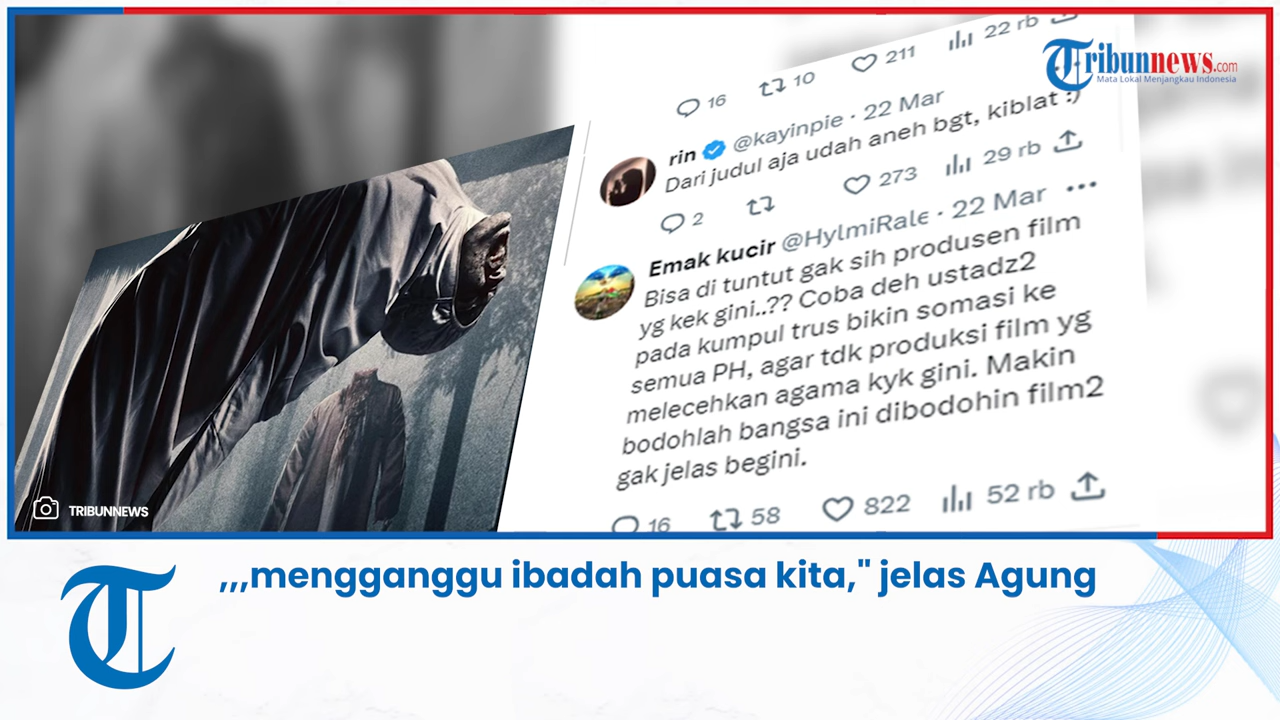 16 10 211 22 rb
Tribunnews.com
Mata Lokal Menjangkau Indonesia
rin @kayinpie · 22 Mar
Dari judul aja udah aneh bgt, kiblat :)
2 273 29 rb
Emak kucir @HylmiRale · 22 Mar ...
Bisa di tuntut gak sih produsen film
yg kek gini..?? Coba deh ustadz2
pada kumpul trus bikin somasi ke
semua PH, agar tdk produksi film yg
melecehkan agama kyk gini. Makin
bodohlah bangsa ini dibodohin film2
gak jelas begini.
16 58 822 52 rb
TRIBUNNEWS
,,,mengganggu ibadah puasa kita," jelas Agung